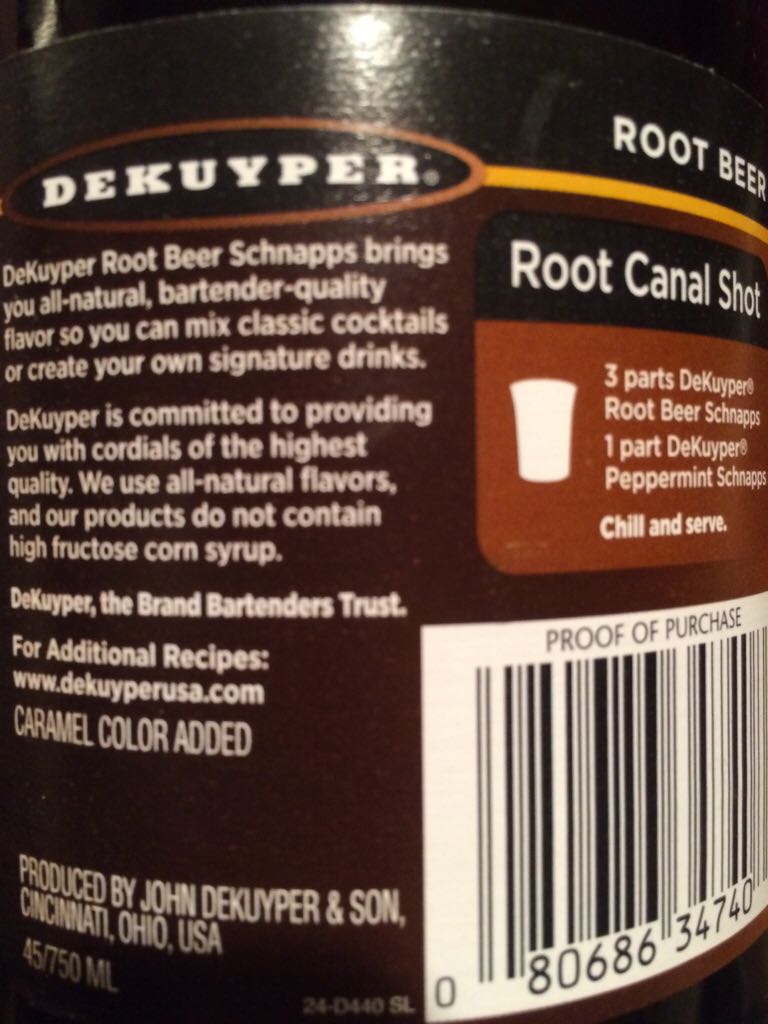 DEKUYPER®
ROOT BEER
DeKuyper Root Beer Schnapps brings
you all-natural, bartender-quality
flavor so you can mix classic cocktails
or create your own signature drinks.
DeKuyper is committed to providing
you with cordials of the highest
quality. We use all-natural flavors,
and our products do not contain
high fructose corn syrup.
DeKuyper, the Brand Bartenders Trust.
For Additional Recipes:
www.dekuyperusa.com
CARAMEL COLOR ADDED
PRODUCED BY JOHN DEKUYPER & SON,
CINCINNATI, OHIO, USA
45/750 ML
24-D440 SL
Root Canal Shot
3 parts DeKuyper®
Root Beer Schnapps
1 part DeKuyper®
Peppermint Schnapps
Chill and serve.
PROOF OF PURCHASE
0 80686 34740